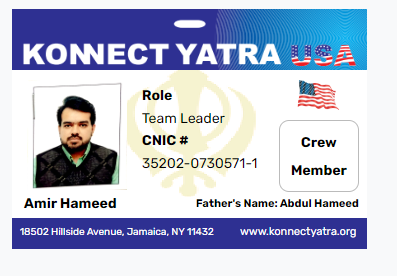 KONNECT YATRA USA
Role
Team Leader
CNIC #
35202-0730571-1
Crew
Member
Amir Hameed
Father's Name: Abdul Hameed
18502 Hillside Avenue, Jamaica, NY 11432
www.konnectyatra.org